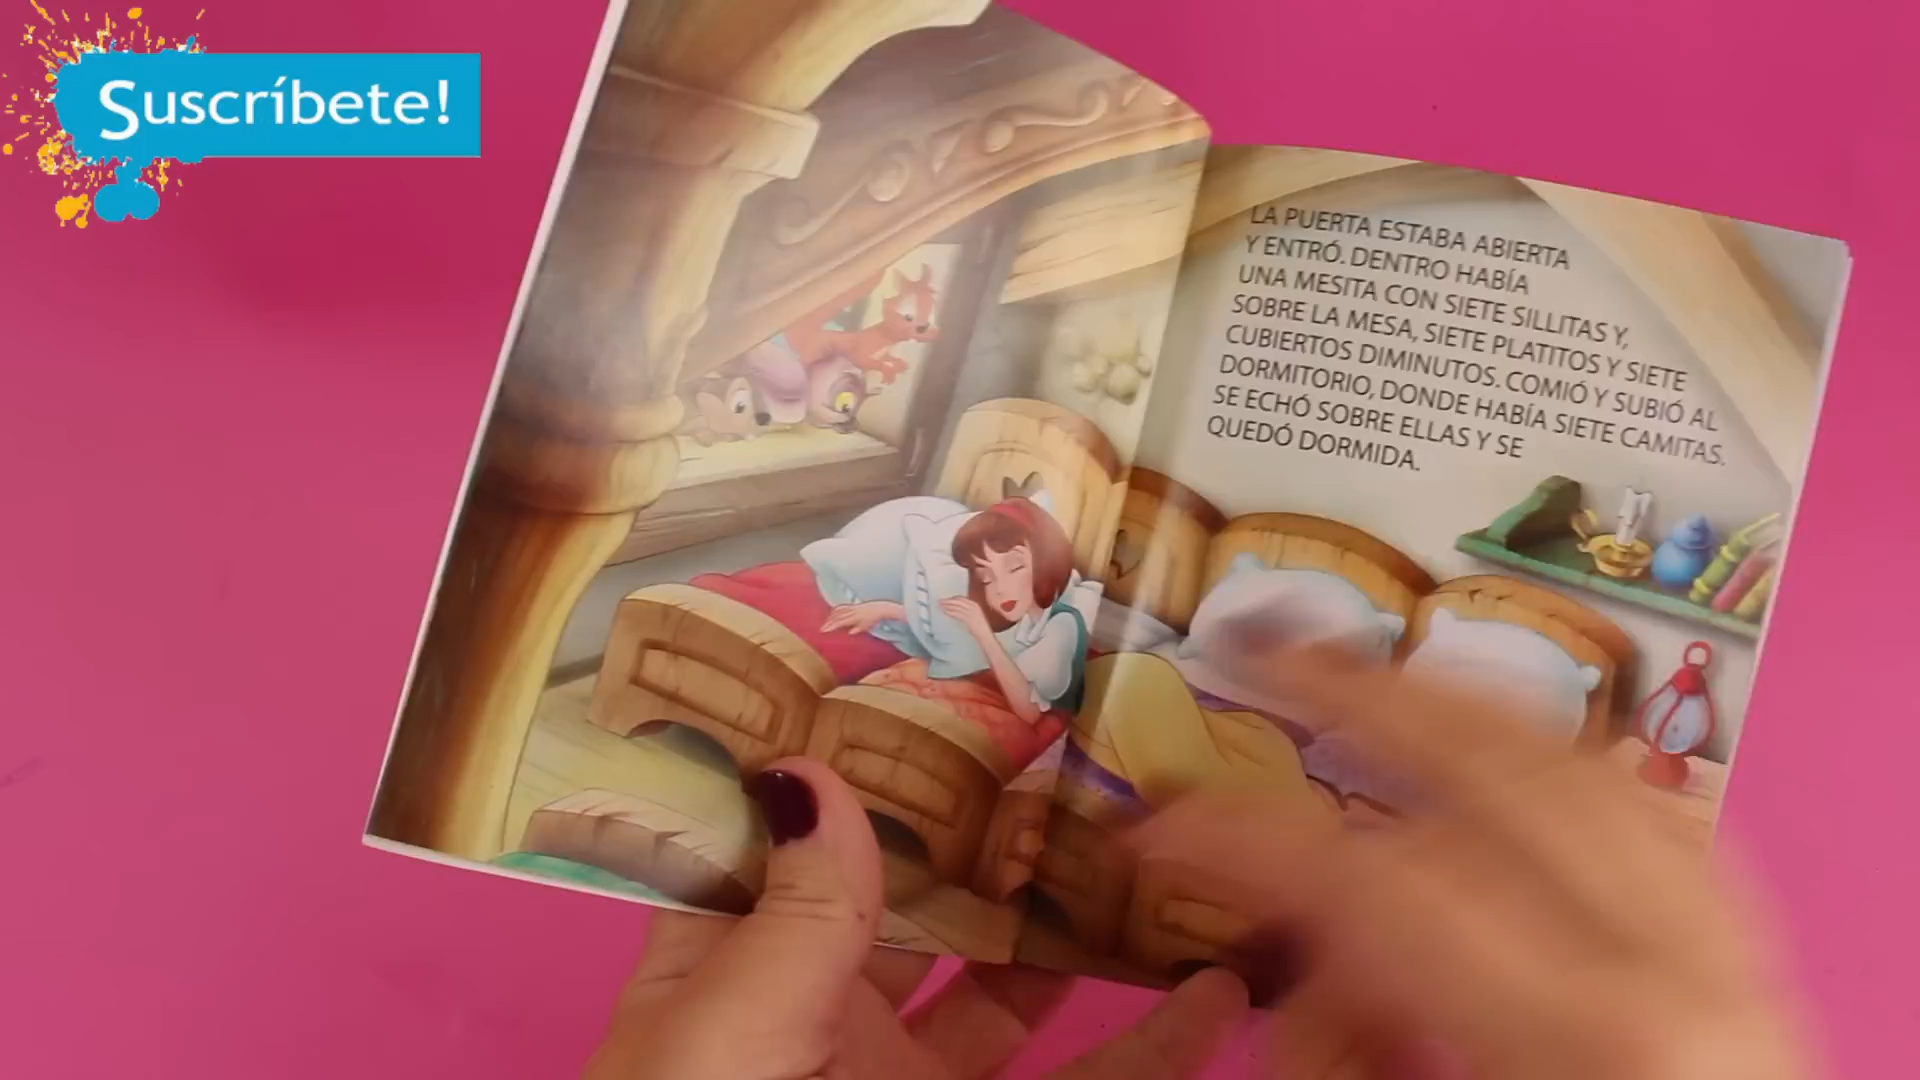 Suscríbete!
LA PUERTA ESTABA ABIERTA
Y ENTRÓ. DENTRO HABÍA
UNA MESITA CON SIETE SILLITAS Y,
SOBRE LA MESA, SIETE PLATITOS Y SIETE
CUBIERTOS DIMINUTOS. COMIÓ Y SUBIÓ AL
DORMITORIO, DONDE HABÍA SIETE CAMITAS.
SE ECHÓ SOBRE ELLAS Y SE
QUEDÓ DORMIDA.